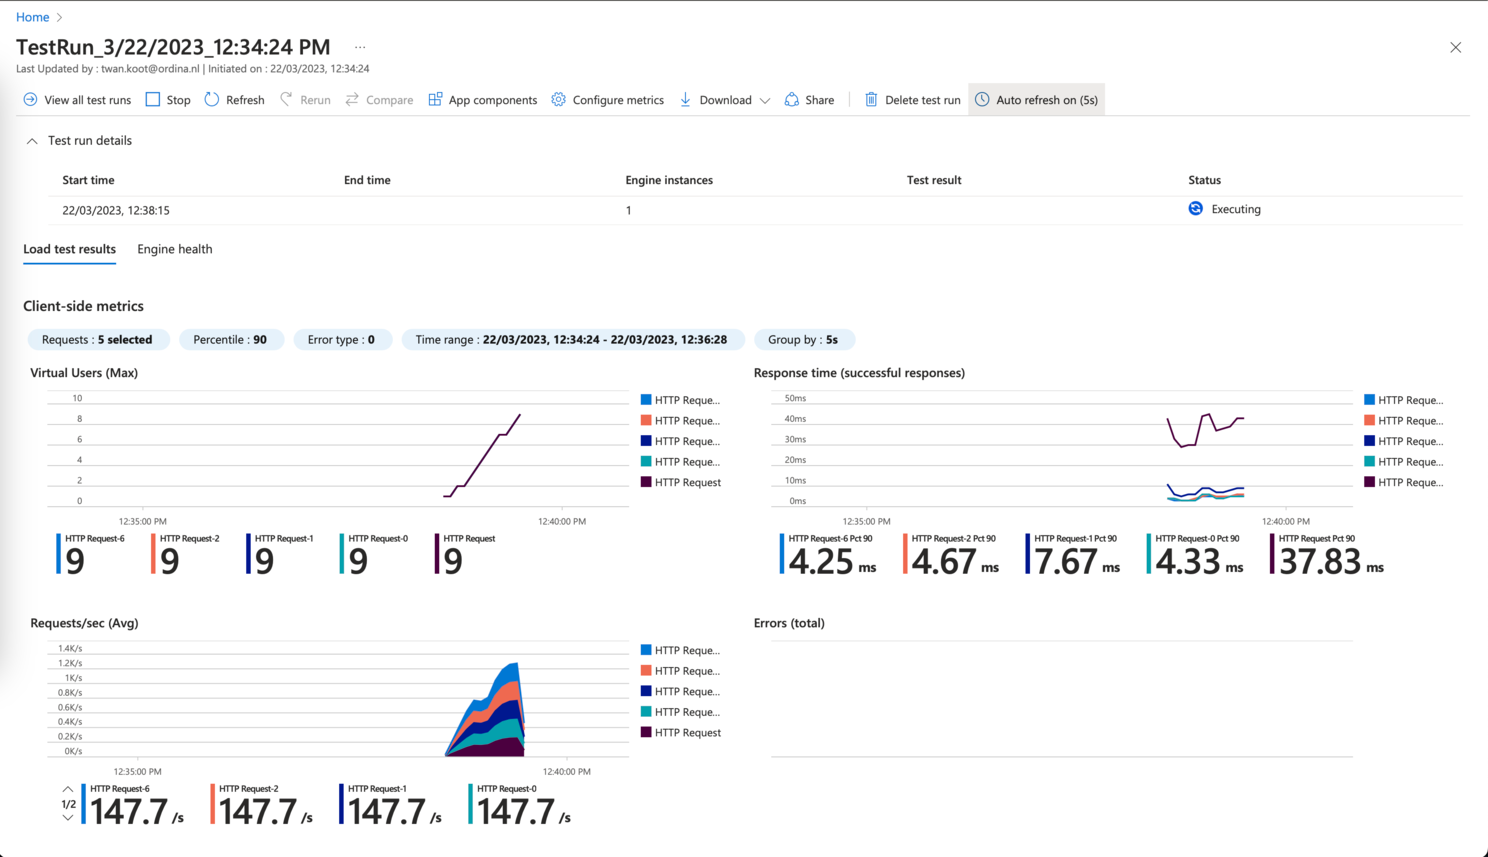 Home
TestRun_3/22/2023_12:34:24 PM ...
Last Updated by : twan.koot@ordina.nl | Initiated on : 22/03/2023, 12:34:24
View all test runs Stop Refresh Rerun Compare App components Configure metrics Download Share Delete test run Auto refresh on (5s)
Test run details
Start time End time Engine instances Test result Status
22/03/2023, 12:38:15 1 Executing
Load test results Engine health
Client-side metrics
Requests : 5 selected Percentile : 90 Error type : 0 Time range : 22/03/2023, 12:34:24 - 22/03/2023, 12:36:28 Group by : 5s
Virtual Users (Max)
10
8
6
4
2
0
12:35:00 PM 12:40:00 PM
HTTP Reque...
HTTP Reque...
HTTP Reque...
HTTP Reque...
HTTP Request
HTTP Request-6 HTTP Request-2 HTTP Request-1 HTTP Request-0 HTTP Request
9 9 9 9 9
Response time (successful responses)
50ms
40ms
30ms
20ms
10ms
0ms
12:35:00 PM 12:40:00 PM
HTTP Reque...
HTTP Reque...
HTTP Reque...
HTTP Reque...
HTTP Reque...
HTTP Request-6 Pct 90 HTTP Request-2 Pct 90 HTTP Request-1 Pct 90 HTTP Request-0 Pct 90 HTTP Request Pct 90
4.25 ms 4.67 ms 7.67 ms 4.33 ms 37.83 ms
Requests/sec (Avg)
1.4K/s
1.2K/s
1K/s
0.8K/s
0.6K/s
0.4K/s
0.2K/s
0K/s
12:35:00 PM 12:40:00 PM
HTTP Reque...
HTTP Reque...
HTTP Reque...
HTTP Reque...
HTTP Request
1/2
HTTP Request-6 HTTP Request-2 HTTP Request-1 HTTP Request-0
147.7 /s 147.7 /s 147.7 /s 147.7 /s
Errors (total)